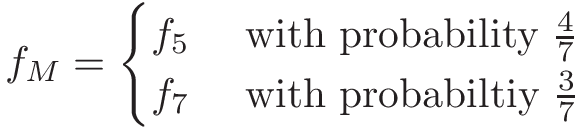 f_M = { f_5 with probability 4/7
f_7 with probabiltiy 3/7